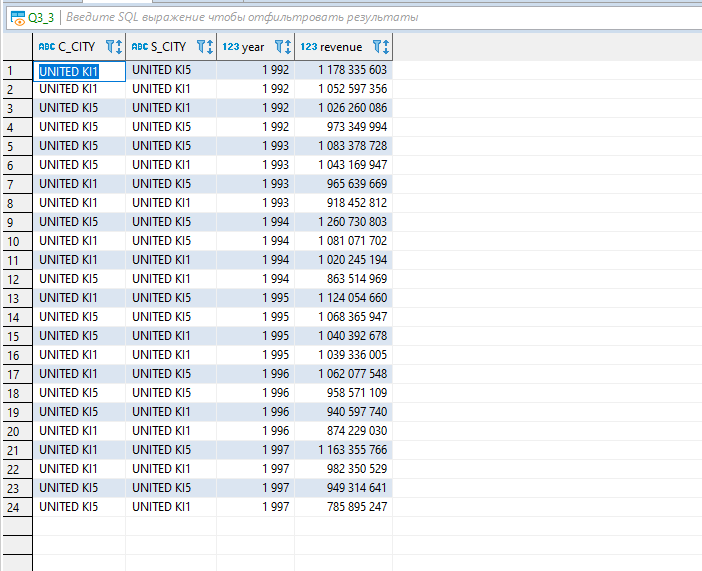 Q3_3 Введите SQL выражение чтобы отфильтровать результаты
ABC C_CITY ABC S_CITY 123 year 123 revenue
1 UNITED KI1 UNITED KI5 1 992 1 178 335 603
2 UNITED KI1 UNITED KI1 1 992 1 052 597 356
3 UNITED KI5 UNITED KI1 1 992 1 026 260 086
4 UNITED KI5 UNITED KI5 1 992 973 349 994
5 UNITED KI5 UNITED KI5 1 993 1 083 378 728
6 UNITED KI5 UNITED KI1 1 993 1 043 169 947
7 UNITED KI1 UNITED KI5 1 993 965 639 669
8 UNITED KI1 UNITED KI1 1 993 918 452 812
9 UNITED KI5 UNITED KI5 1 994 1 260 730 803
10 UNITED KI1 UNITED KI5 1 994 1 081 071 702
11 UNITED KI1 UNITED KI1 1 994 1 020 245 194
12 UNITED KI5 UNITED KI1 1 994 863 514 969
13 UNITED KI1 UNITED KI5 1 995 1 124 054 660
14 UNITED KI5 UNITED KI5 1 995 1 068 365 947
15 UNITED KI5 UNITED KI1 1 995 1 040 392 678
16 UNITED KI1 UNITED KI1 1 995 1 039 336 005
17 UNITED KI1 UNITED KI5 1 996 1 062 077 548
18 UNITED KI5 UNITED KI5 1 996 958 571 109
19 UNITED KI5 UNITED KI1 1 996 940 597 740
20 UNITED KI1 UNITED KI1 1 996 874 229 030
21 UNITED KI1 UNITED KI5 1 997 1 163 355 766
22 UNITED KI1 UNITED KI1 1 997 982 350 529
23 UNITED KI5 UNITED KI5 1 997 949 314 641
24 UNITED KI5 UNITED KI1 1 997 785 895 247